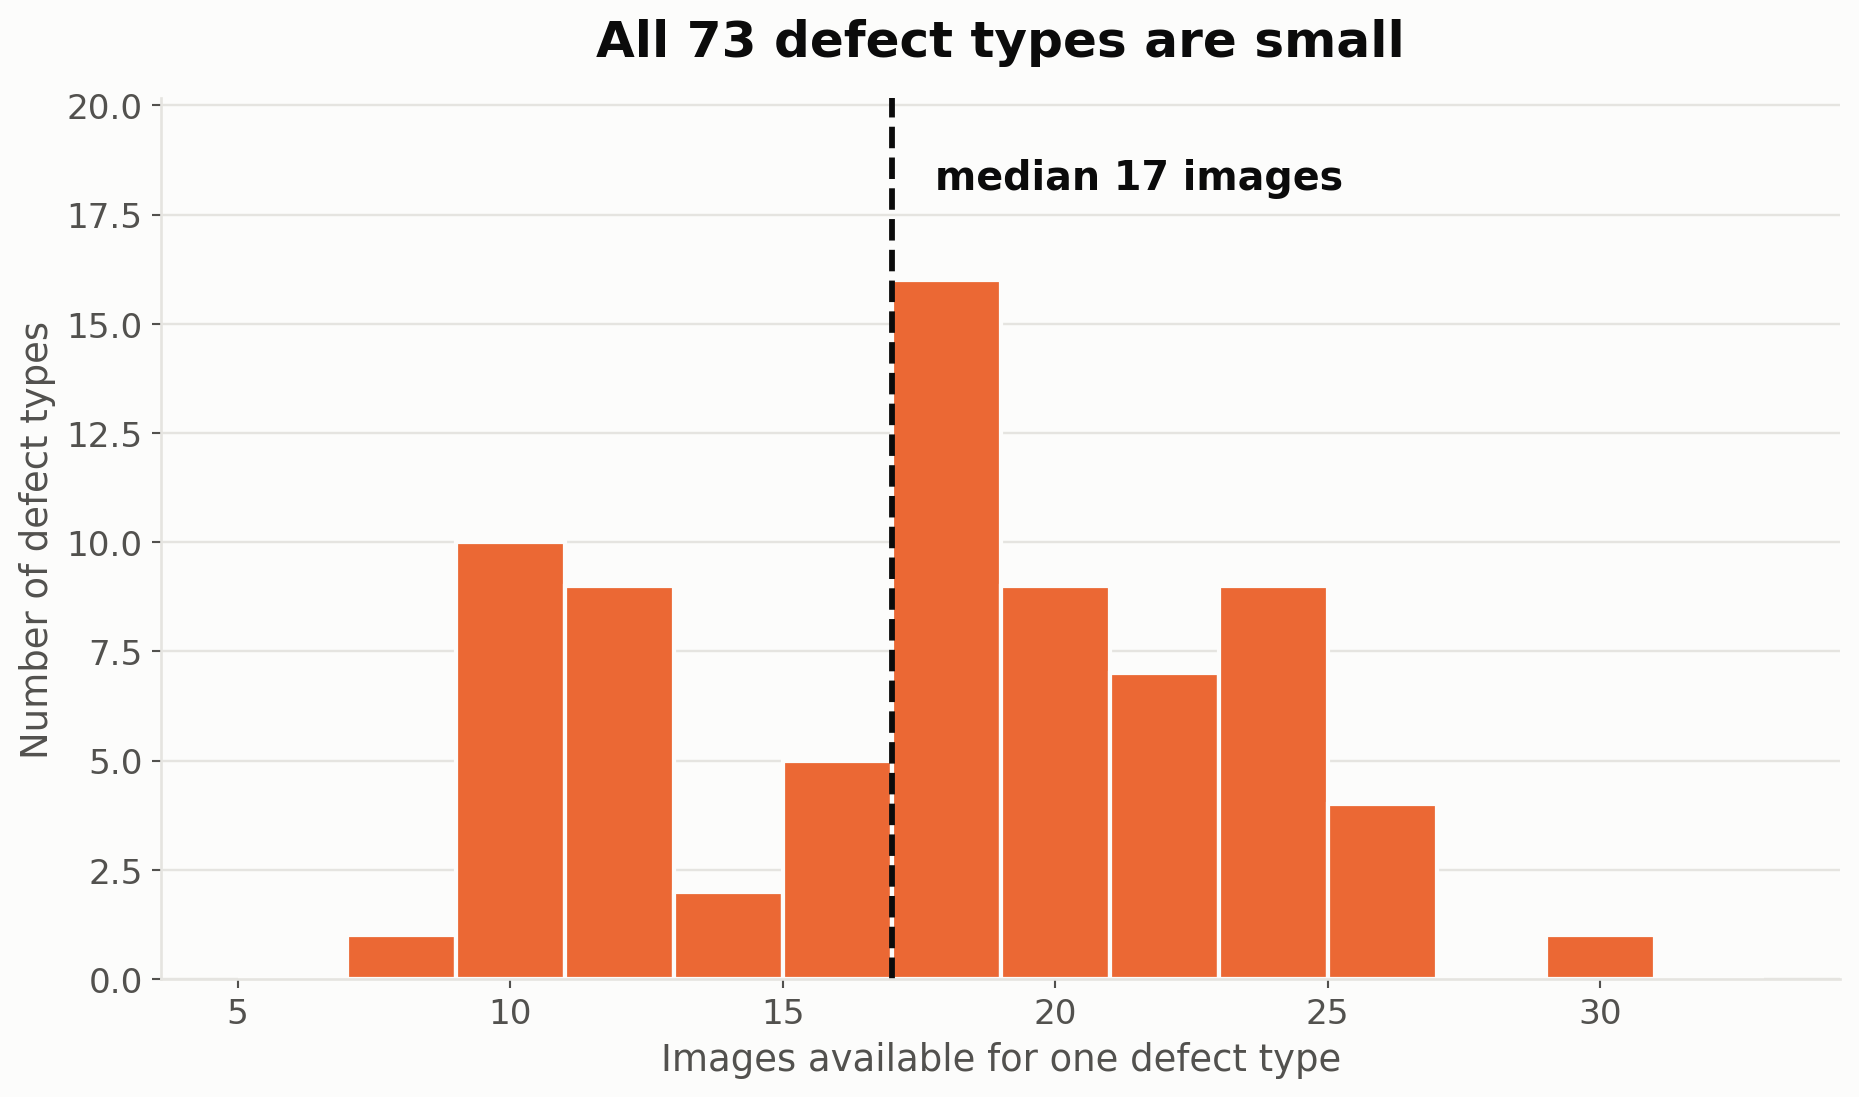 All 73 defect types are small
20.0
17.5
15.0
12.5
10.0
7.5
5.0
2.5
0.0
Number of defect types
median 17 images
5 10 15 20 25 30
Images available for one defect type